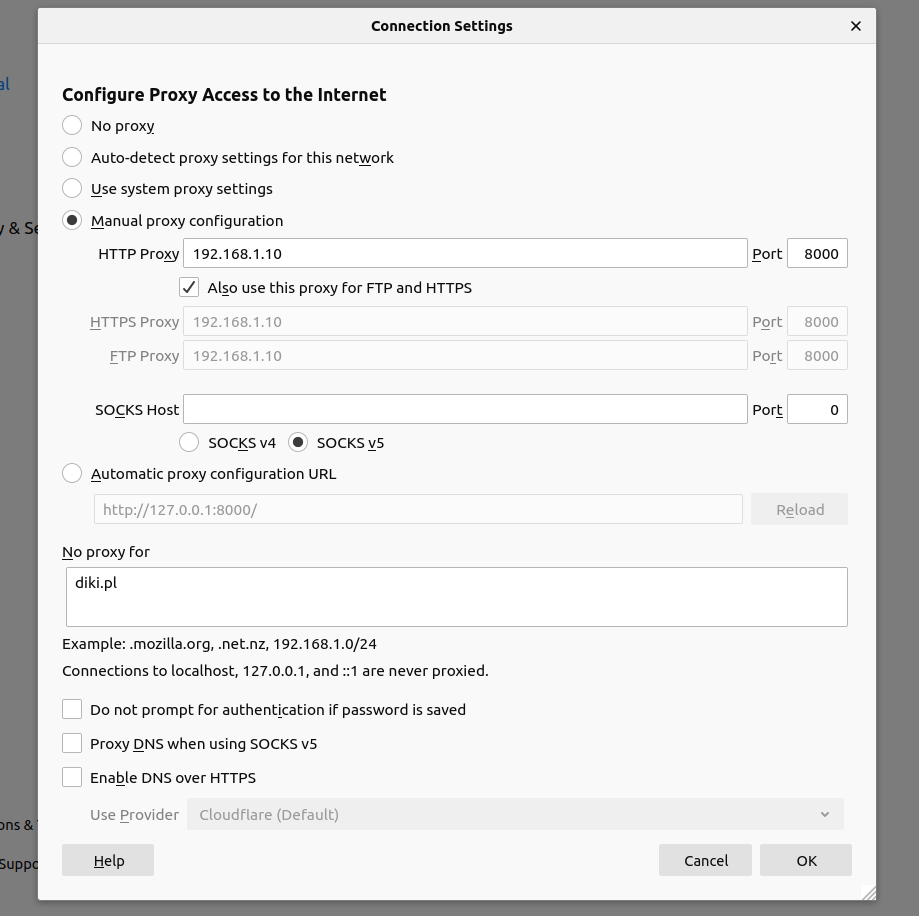 Connection Settings
al
Configure Proxy Access to the Internet
No proxy
Auto-detect proxy settings for this network
Use system proxy settings
y & Se
Manual proxy configuration
HTTP Proxy 192.168.1.10 Port 8000
Also use this proxy for FTP and HTTPS
HTTPS Proxy 192.168.1.10 Port 8000
FTP Proxy 192.168.1.10 Port 8000
SOCKS Host Port 0
SOCKS v4 SOCKS v5
Automatic proxy configuration URL
http://127.0.0.1:8000/ Reload
No proxy for
diki.pl
Example: .mozilla.org, .net.nz, 192.168.1.0/24
Connections to localhost, 127.0.0.1, and ::1 are never proxied.
Do not prompt for authentication if password is saved
Proxy DNS when using SOCKS v5
Enable DNS over HTTPS
Use Provider Cloudflare (Default)
ons &
Suppo
Help Cancel OK